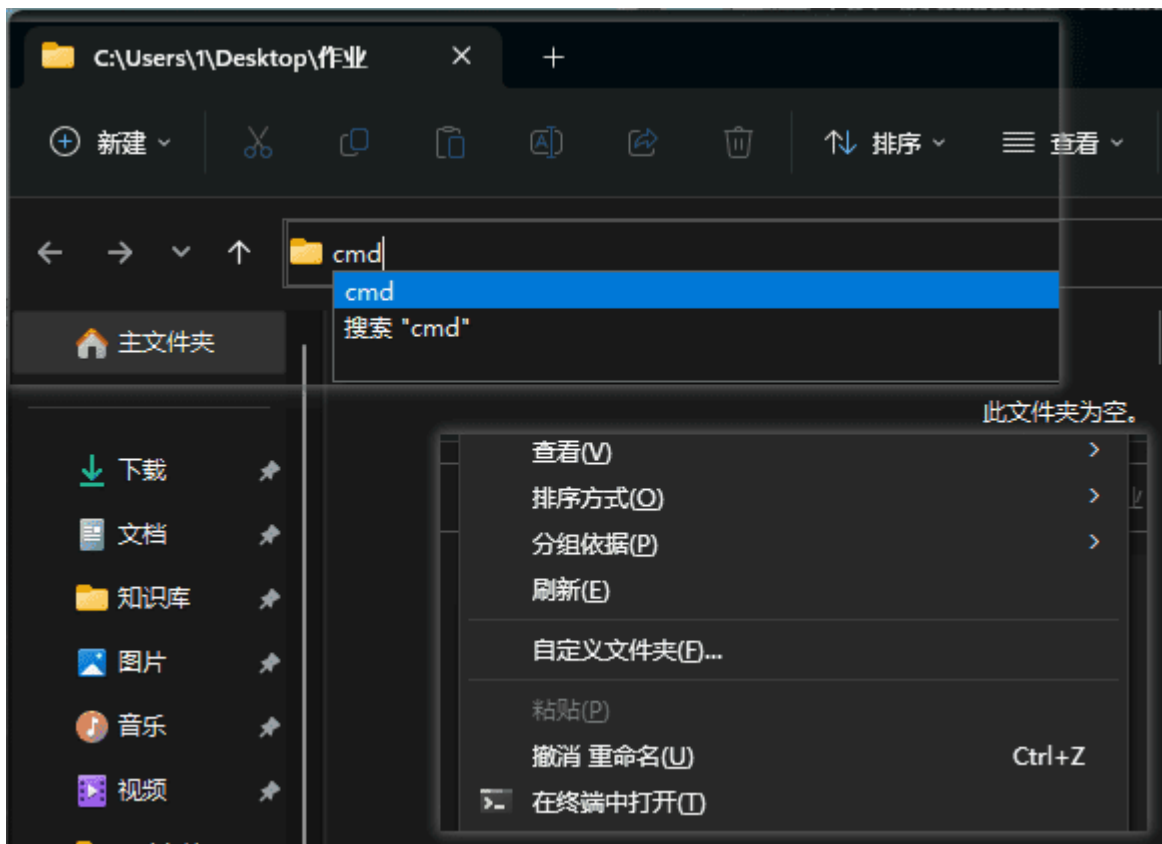 C:\Users\1\Desktop\作业
新建
排序
查看
cmd
cmd
搜索 "cmd"
主文件夹
此文件夹为空。
下载
文档
知识库
图片
音乐
视频
查看(V)
排序方式(O)
分组依据(P)
刷新(E)
自定义文件夹(F)...
粘贴(P)
撤消 重命名(U) Ctrl+Z
在终端中打开(T)